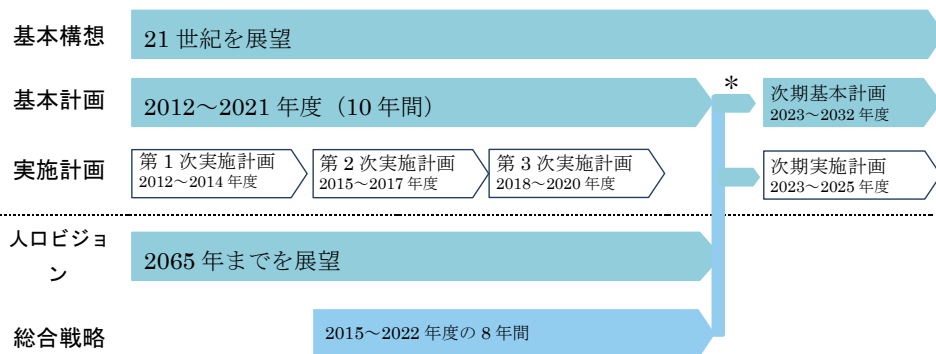 基本構想
21 世紀を展望
基本計画
2012～2021 年度（10 年間）
＊
次期基本計画
2023～2032 年度
実施計画
第 1 次実施計画
2012～2014 年度
第 2 次実施計画
2015～2017 年度
第 3 次実施計画
2018～2020 年度
次期実施計画
2023～2025 年度
人口ビジョ
ン
2065 年までを展望
総合戦略
2015～2022 年度の 8 年間